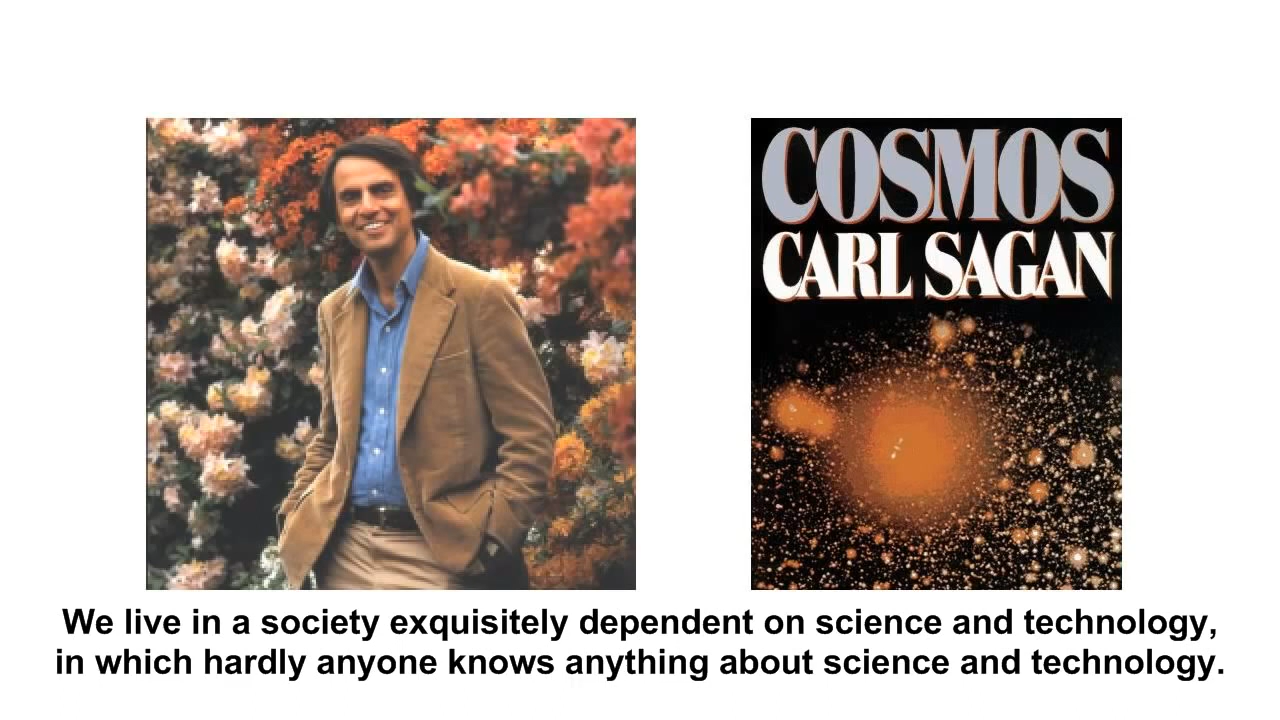 COSMOS
CARL SAGAN
We live in a society exquisitely dependent on science and technology,
in which hardly anyone knows anything about science and technology.